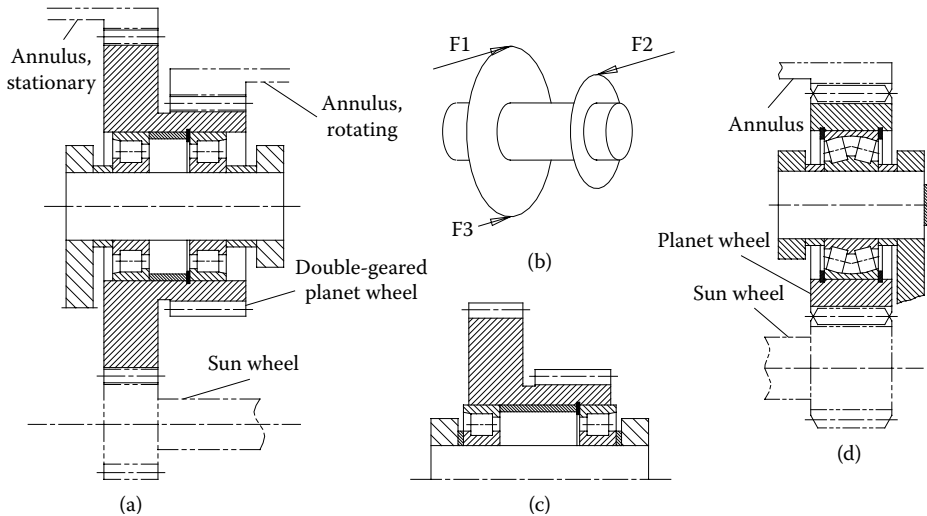 Annulus,
stationary
Annulus,
rotating
Double-geared
planet wheel
Sun wheel
(a)
F1
F2
F3
(b)
(c)
Annulus
Planet wheel
Sun wheel
(d)